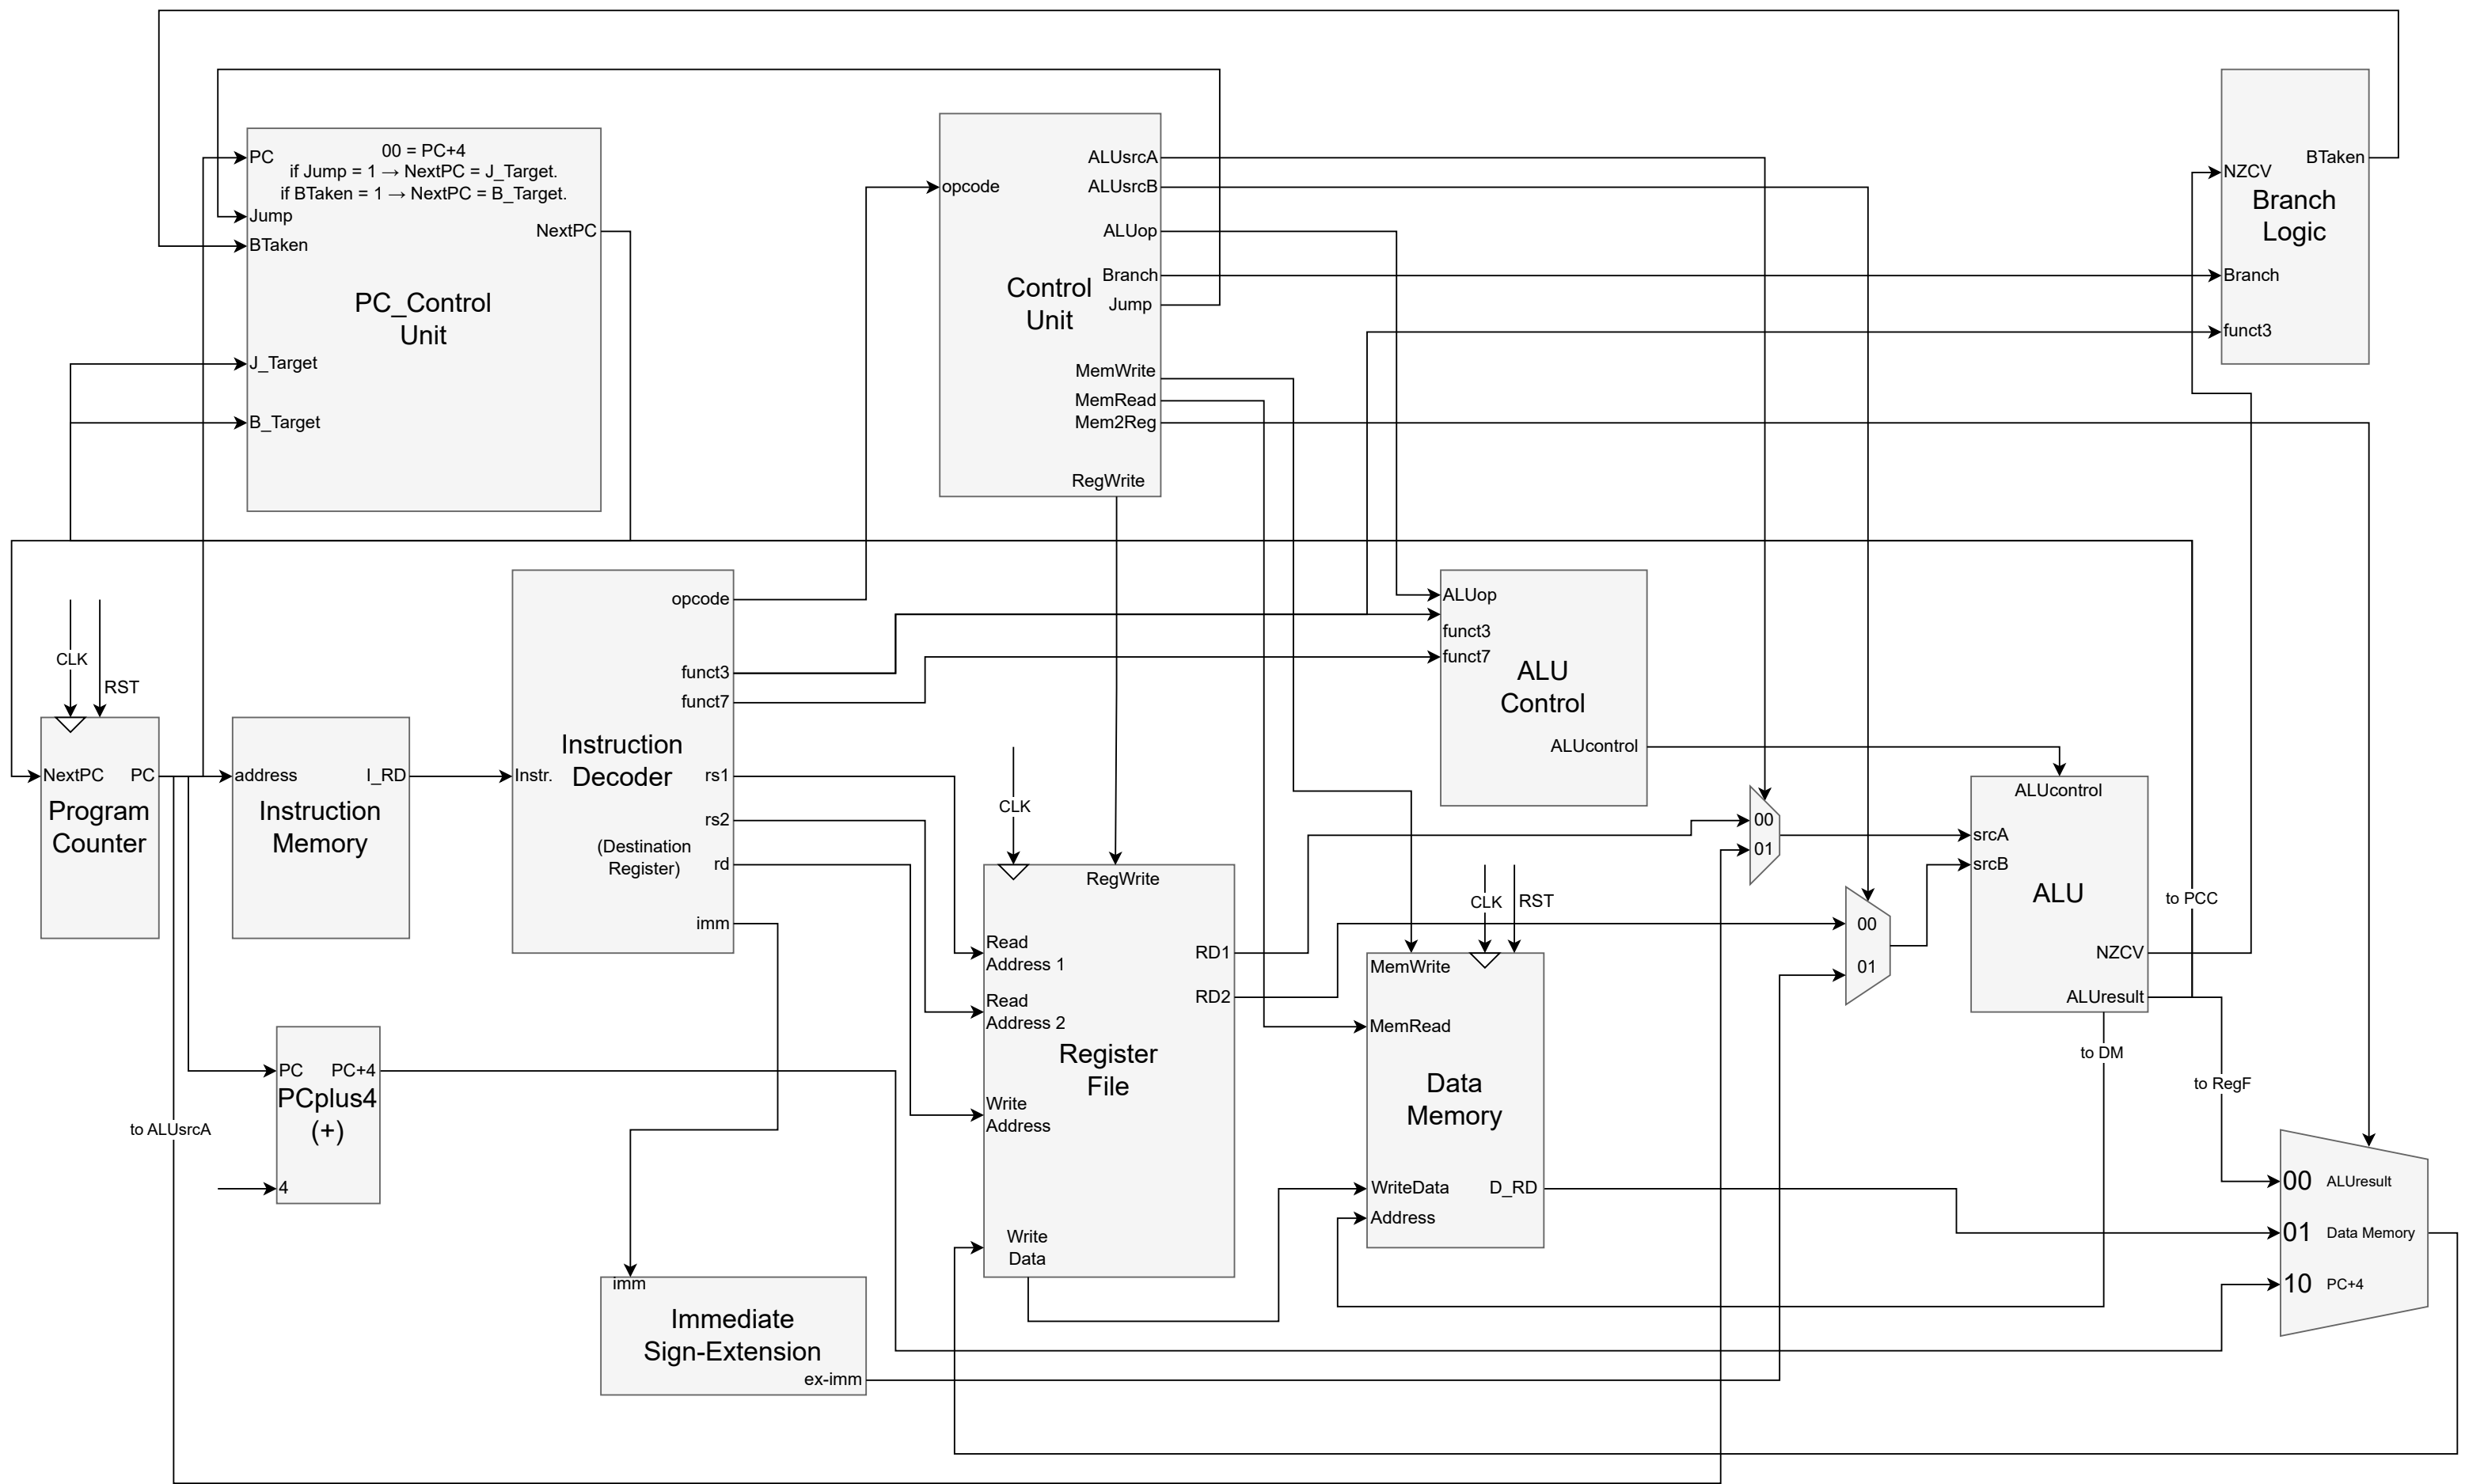 PC
00 = PC+4
if Jump = 1 → NextPC = J_Target.
if BTaken = 1 → NextPC = B_Target.
Jump
BTaken
NextPC
PC_Control
Unit
J_Target
B_Target
opcode
ALUsrcA
ALUsrcB
ALUop
Branch
Jump
Control
Unit
MemWrite
MemRead
Mem2Reg
RegWrite
NZCV
BTaken
Branch
Logic
Branch
funct3
CLK
RST
NextPC
PC
Program
Counter
address
I_RD
Instruction
Memory
opcode
funct3
funct7
Instruction
Decoder
Instr.
rs1
rs2
(Destination
Register)
rd
imm
ALUop
funct3
funct7
ALU
Control
ALUcontrol
CLK
RegWrite
Read
Address 1
Read
Address 2
RD1
RD2
Register
File
Write
Address
Write
Data
CLK
RST
MemWrite
MemRead
Data
Memory
WriteData
D_RD
Address
00
01
00
01
ALUcontrol
srcA
srcB
ALU
NZCV
ALUresult
to PCC
to DM
to RegF
PC
PC+4
PCplus4
(+)
4
to ALUsrcA
imm
Immediate
Sign-Extension
ex-imm
00 ALUresult
01 Data Memory
10 PC+4